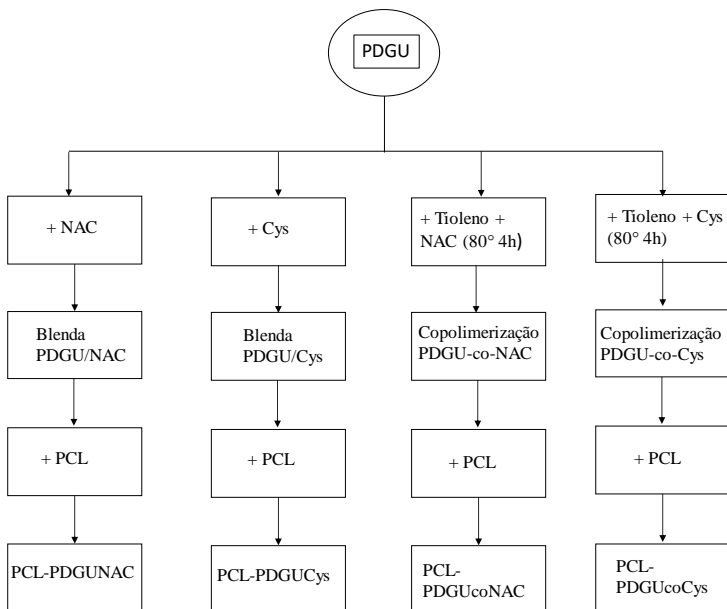 PDGU
+ NAC
+ Cys
+ Tioleno +
NAC (80° 4h)
+ Tioleno + Cys
(80° 4h)
Blenda
PDGU/NAC
Blenda
PDGU/Cys
Copolimerização
PDGU-co-NAC
Copolimerização
PDGU-co-Cys
+ PCL
+ PCL
+ PCL
+ PCL
PCL-PDGUNAC
PCL-PDGUCys
PCL-
PDGUcoNAC
PCL-
PDGUcoCys